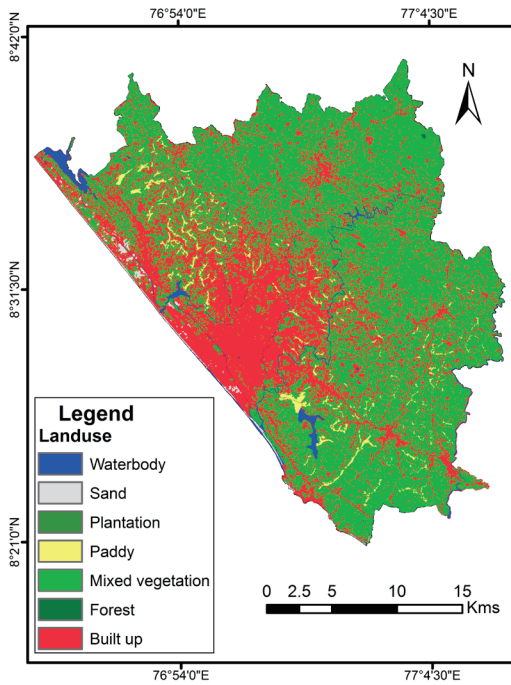 76°54'0"E 77°4'30"E
8°42'0"N
N
8°31'30"N
Legend
Landuse
Waterbody
Sand
Plantation
Paddy
Mixed vegetation
Forest
Built up
8°21'0"N
0 2.5 5 10 15
Kms
76°54'0"E 77°4'30"E